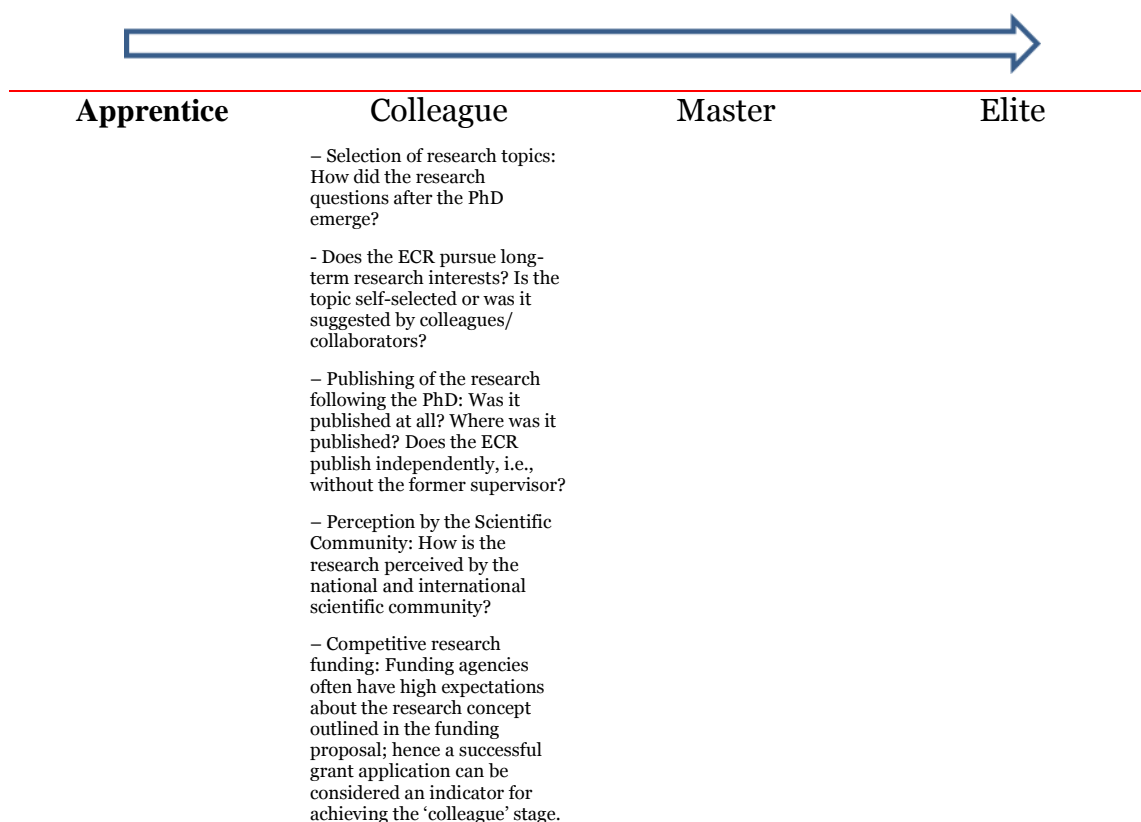 Apprentice Colleague Master Elite
– Selection of research topics:
How did the research
questions after the PhD
emerge?
- Does the ECR pursue long-
term research interests? Is the
topic self-selected or was it
suggested by colleagues/
collaborators?
– Publishing of the research
following the PhD: Was it
published at all? Where was it
published? Does the ECR
publish independently, i.e.,
without the former supervisor?
– Perception by the Scientific
Community: How is the
research perceived by the
national and international
scientific community?
– Competitive research
funding: Funding agencies
often have high expectations
about the research concept
outlined in the funding
proposal; hence a successful
grant application can be
considered an indicator for
achieving the ‘colleague’ stage.